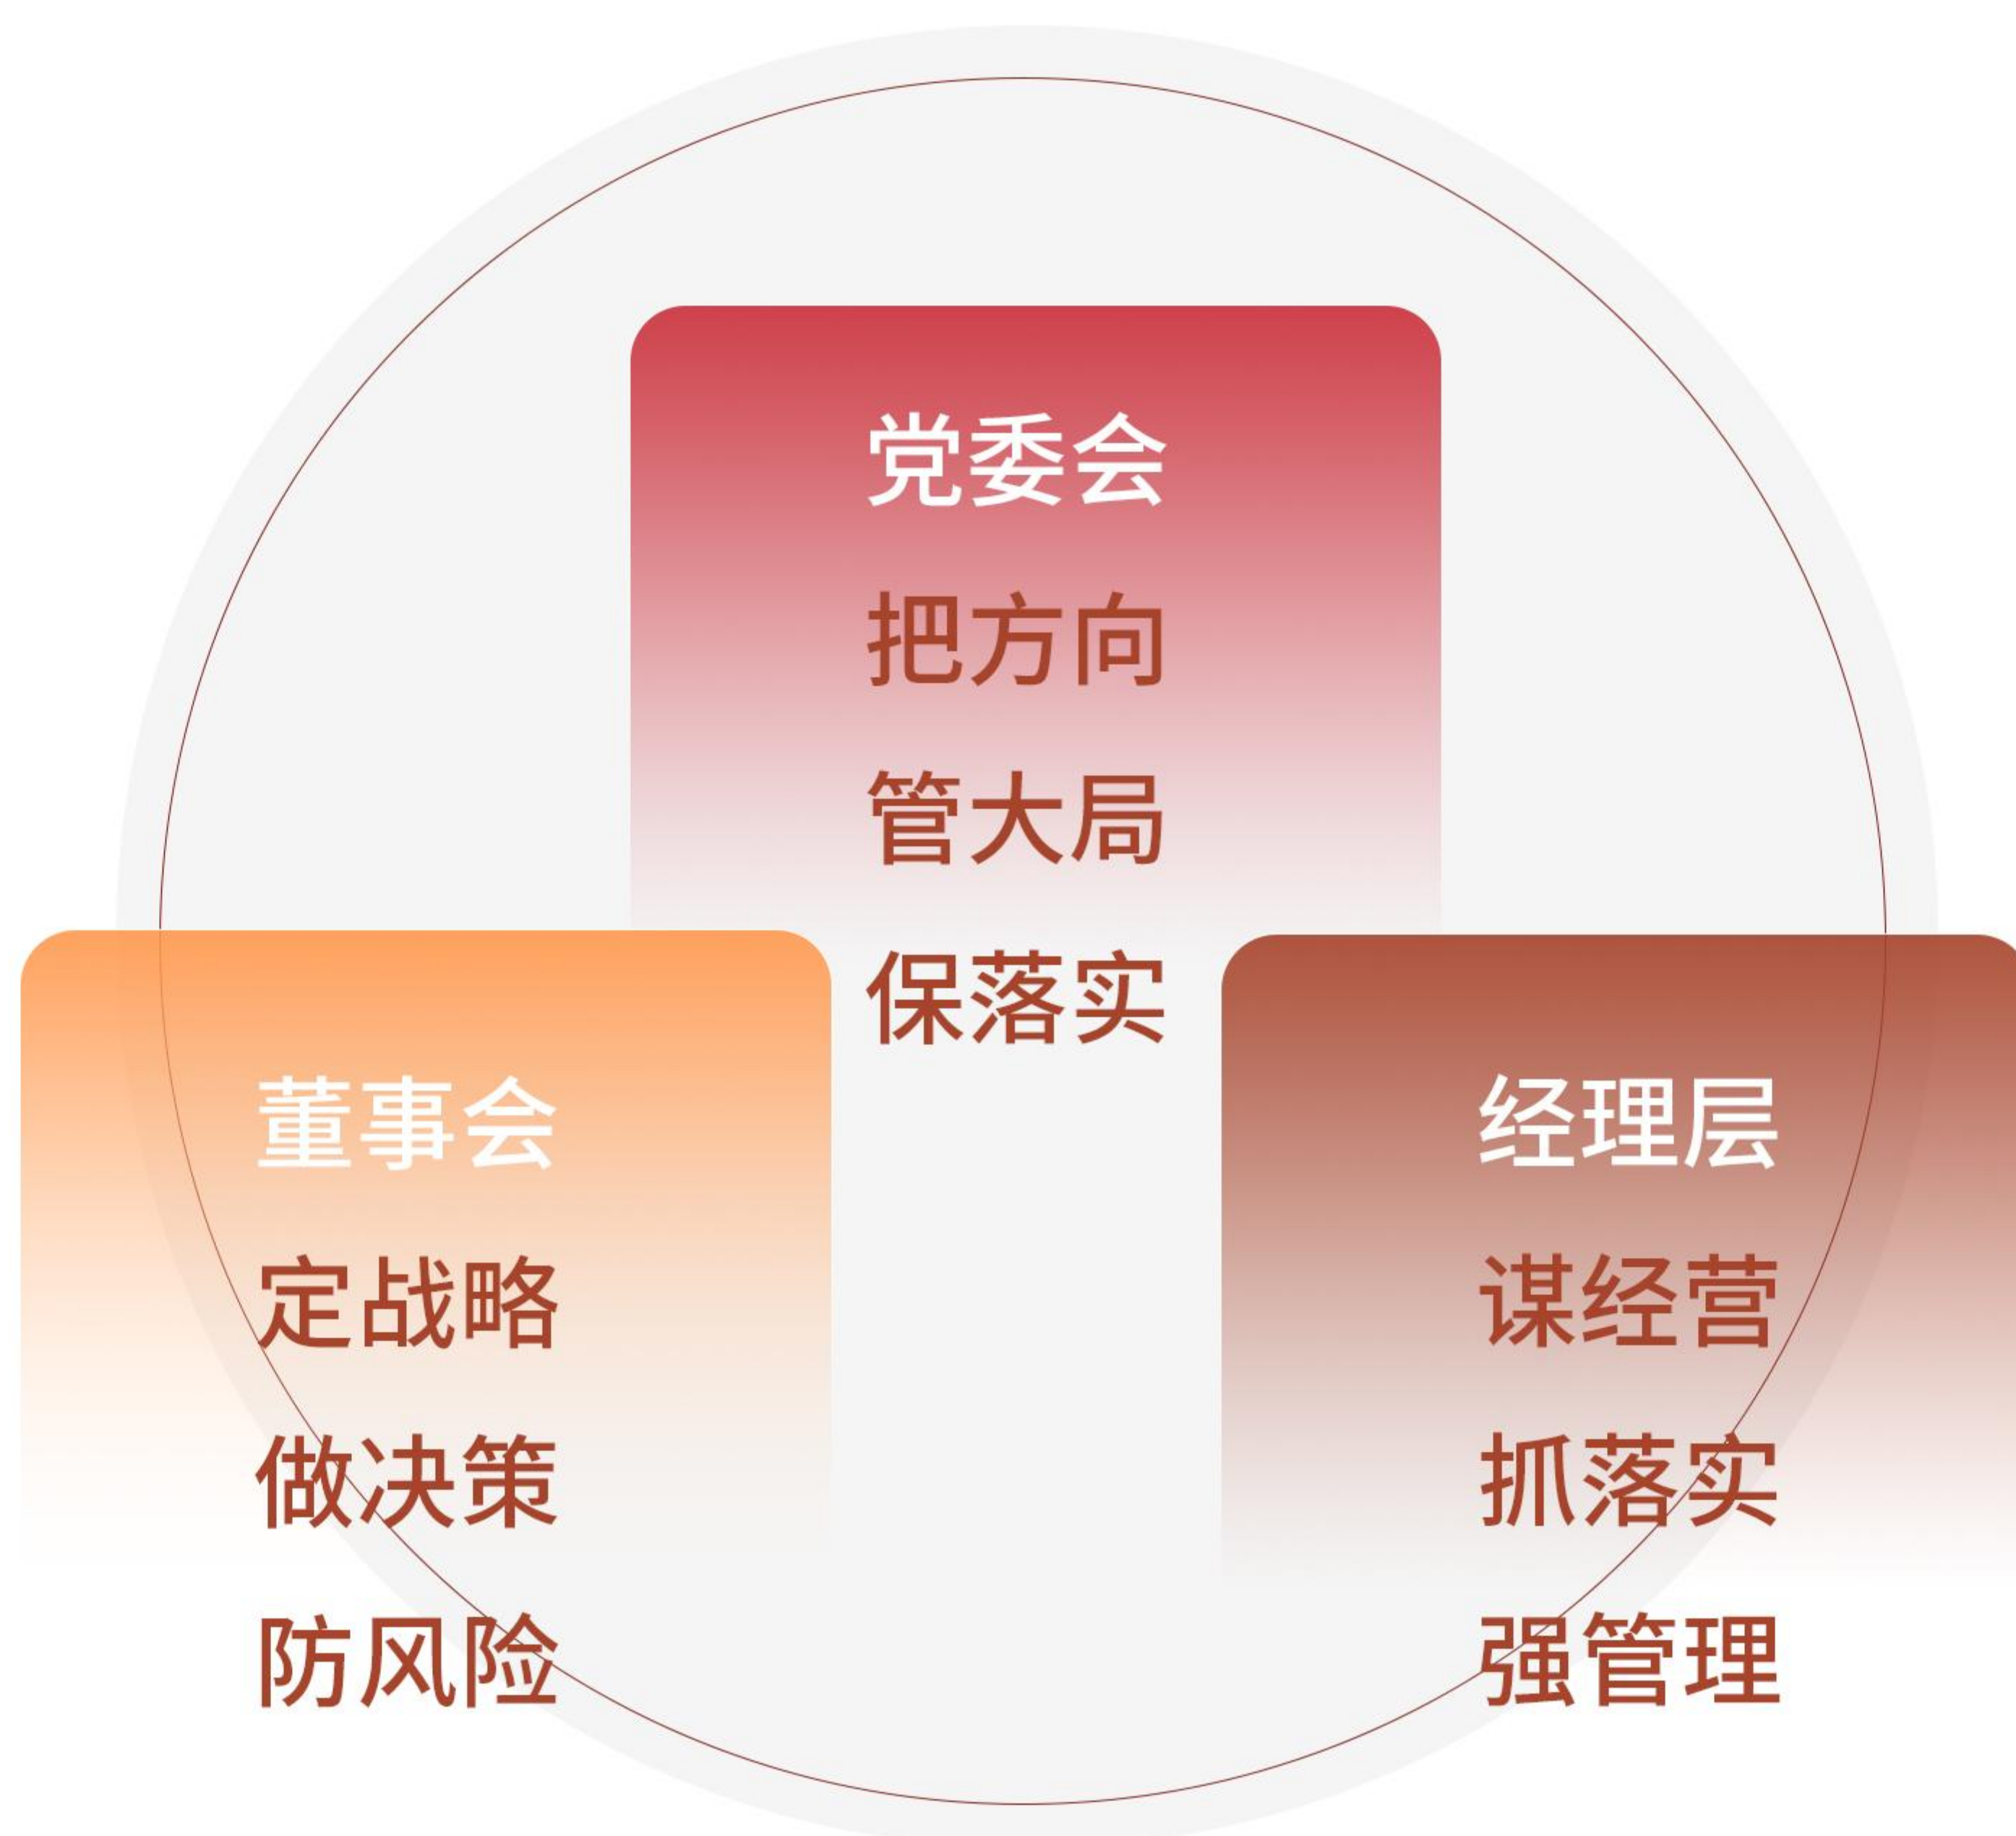 党委会
把方向
管大局
保落实
董事会
定战略
做决策
防风险
经理层
谋经营
抓落实
强管理